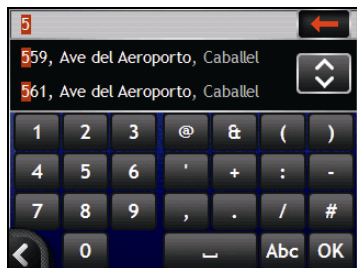 5
559, Ave del Aeroporto, Caballel
561, Ave del Aeroporto, Caballel
1 2 3 @ & ( )
4 5 6 ' + : -
7 8 9 , . / #
0 Abc OK